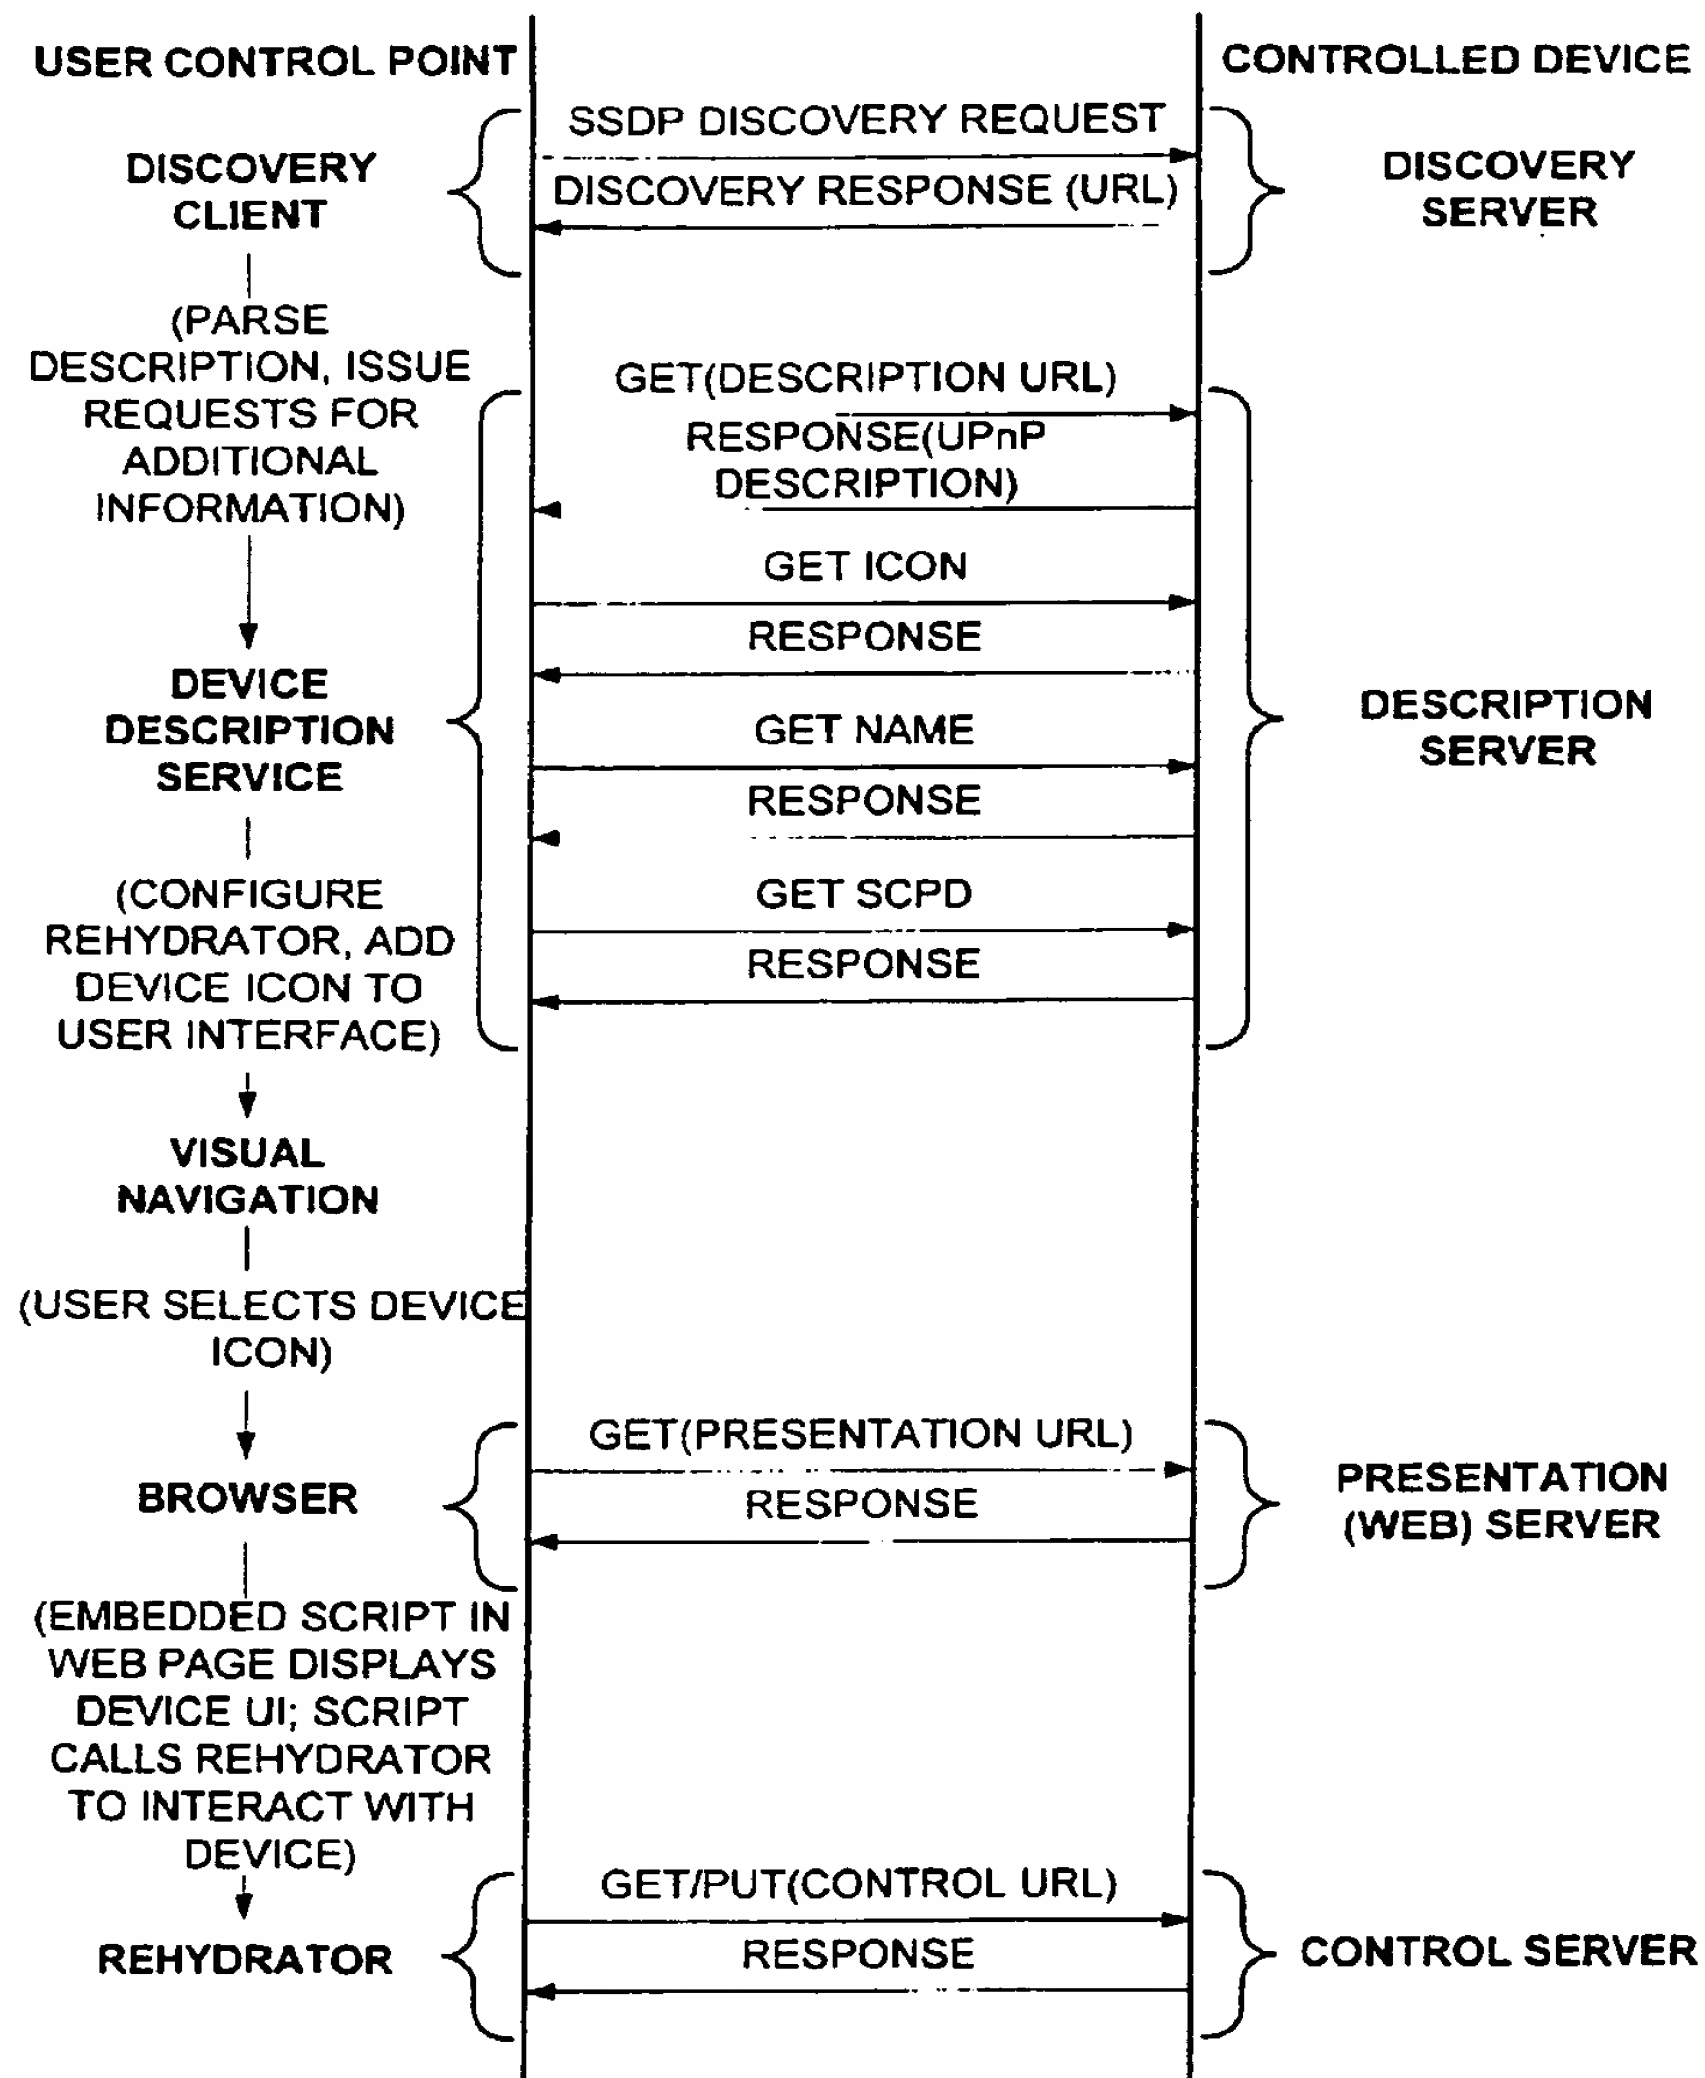 USER CONTROL POINT
CONTROLLED DEVICE
SSDP DISCOVERY REQUEST
DISCOVERY RESPONSE (URL)
DISCOVERY
CLIENT
DISCOVERY
SERVER
(PARSE
DESCRIPTION, ISSUE
REQUESTS FOR
ADDITIONAL
INFORMATION)
GET(DESCRIPTION URL)
RESPONSE(UPnP
DESCRIPTION)
GET ICON
RESPONSE
GET NAME
RESPONSE
GET SCPD
RESPONSE
DEVICE
DESCRIPTION
SERVICE
DESCRIPTION
SERVER
(CONFIGURE
REHYDRATOR, ADD
DEVICE ICON TO
USER INTERFACE)
VISUAL
NAVIGATION
(USER SELECTS DEVICE
ICON)
GET(PRESENTATION URL)
RESPONSE
BROWSER
PRESENTATION
(WEB) SERVER
(EMBEDDED SCRIPT IN
WEB PAGE DISPLAYS
DEVICE UI; SCRIPT
CALLS REHYDRATOR
TO INTERACT WITH
DEVICE)
GET/PUT(CONTROL URL)
RESPONSE
REHYDRATOR
CONTROL SERVER